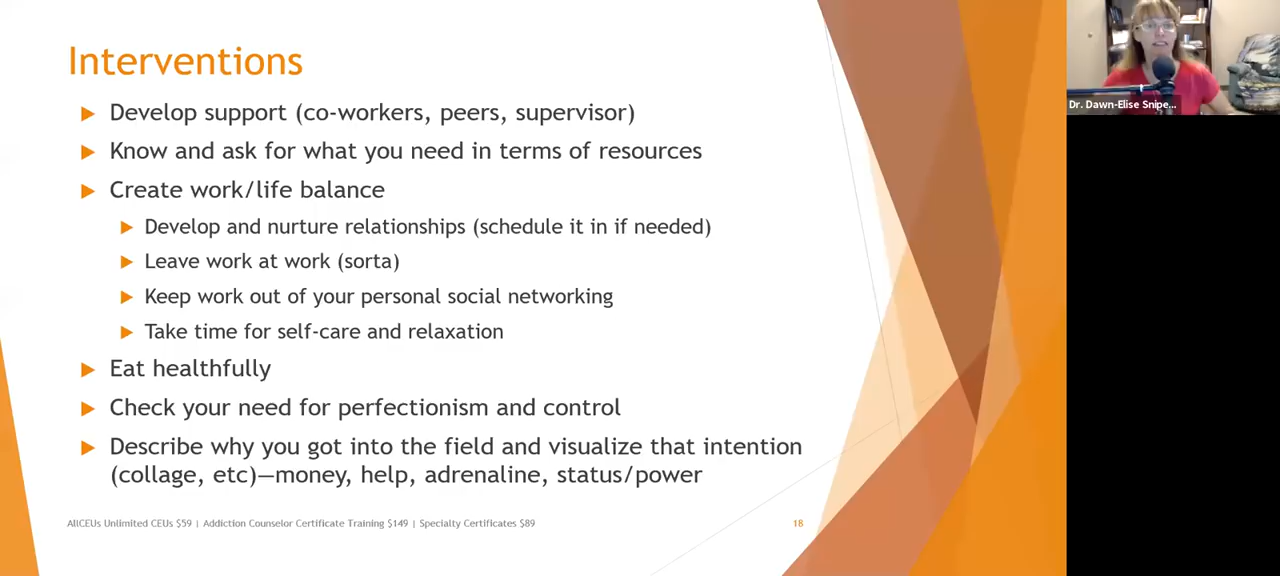 Interventions
Develop support (co-workers, peers, supervisor)
Know and ask for what you need in terms of resources
Create work/life balance
Develop and nurture relationships (schedule it in if needed)
Leave work at work (sorta)
Keep work out of your personal social networking
Take time for self-care and relaxation
Eat healthfully
Check your need for perfectionism and control
Describe why you got into the field and visualize that intention
(collage, etc)—money, help, adrenaline, status/power
AllCEUs Unlimited CEUs $59 | Addiction Counselor Certificate Training $149 | Specialty Certificates $89
18
Dr. Dawn-Elise Snipe...